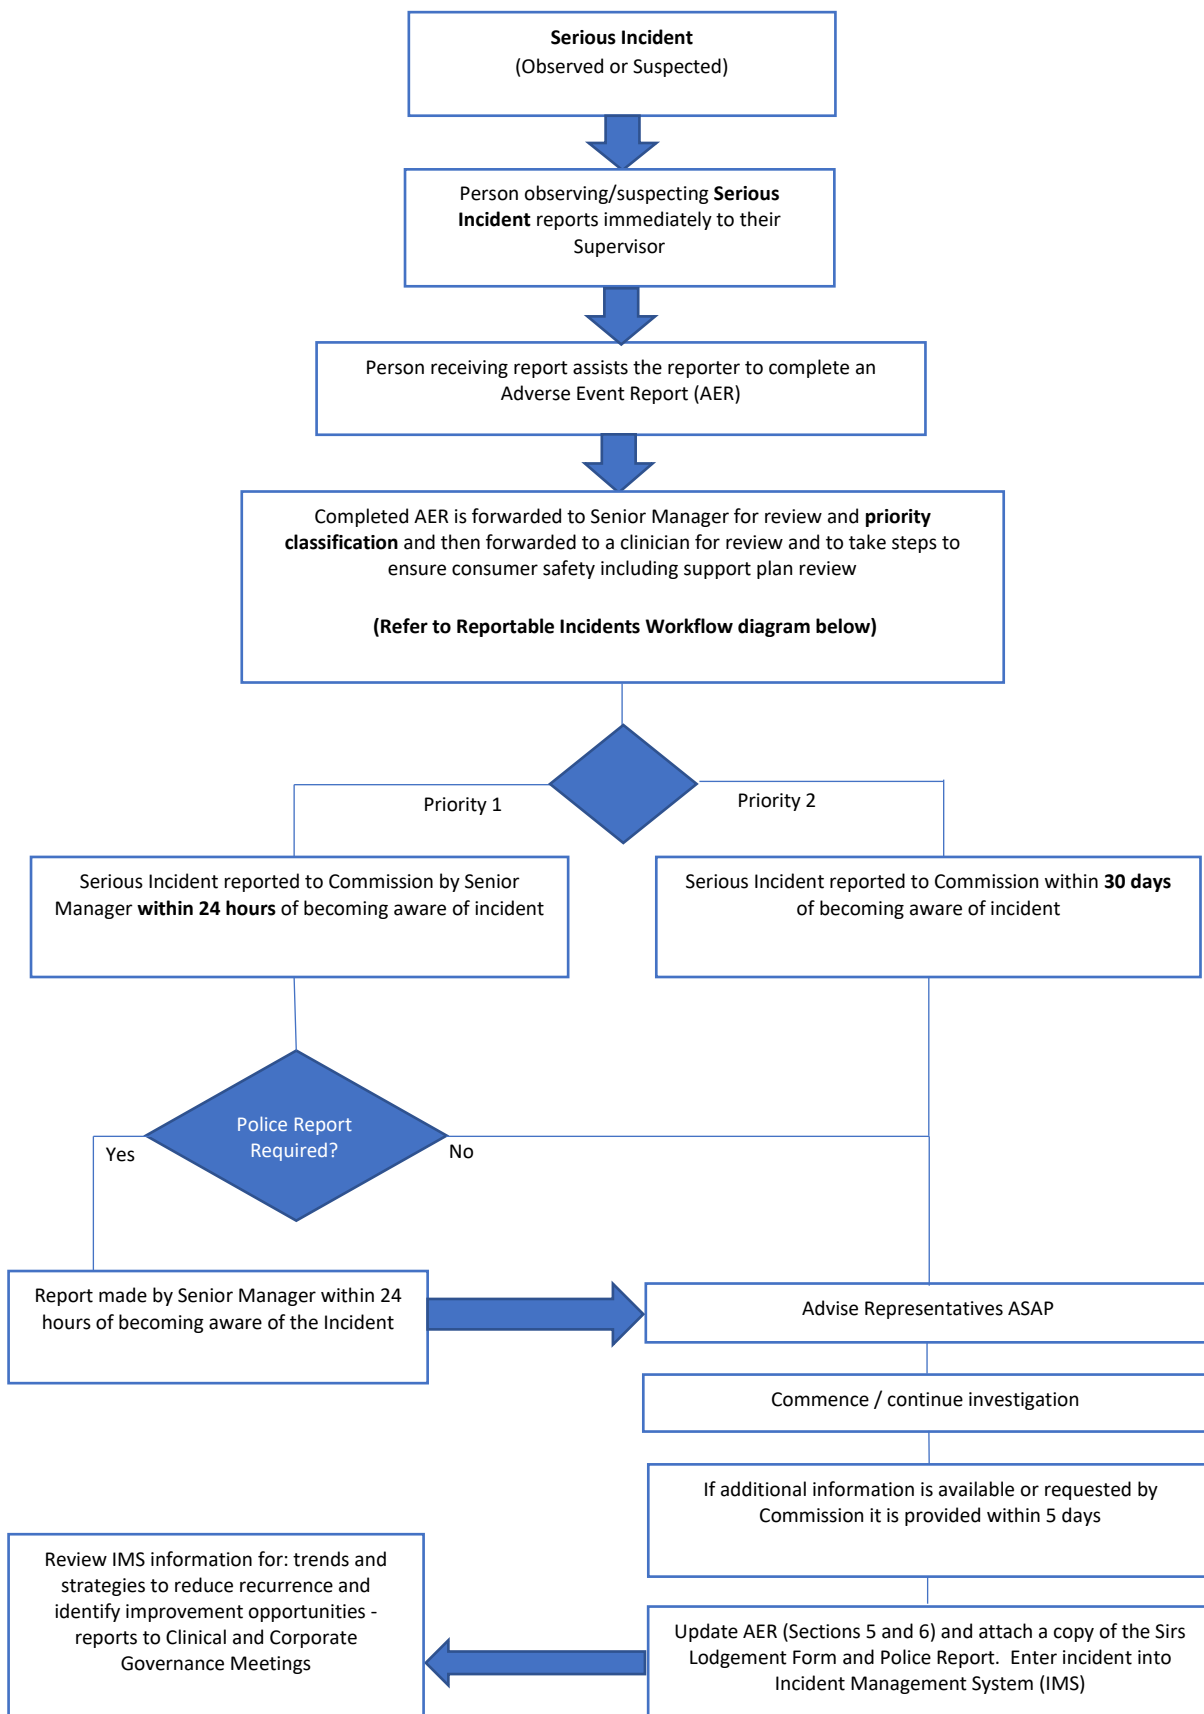 Serious Incident
(Observed or Suspected)
Person observing/suspecting Serious
Incident reports immediately to their
Supervisor
Person receiving report assists the reporter to complete an
Adverse Event Report (AER)
Completed AER is forwarded to Senior Manager for review and priority
classification and then forwarded to a clinician for review and to take steps to
ensure consumer safety including support plan review
(Refer to Reportable Incidents Workflow diagram below)
Priority 1
Priority 2
Serious Incident reported to Commission by Senior
Manager within 24 hours of becoming aware of incident
Serious Incident reported to Commission within 30 days
of becoming aware of incident
Police Report
Required?
Yes
No
Report made by Senior Manager within 24
hours of becoming aware of the Incident
Advise Representatives ASAP
Commence / continue investigation
If additional information is available or requested by
Commission it is provided within 5 days
Update AER (Sections 5 and 6) and attach a copy of the Sirs
Lodgement Form and Police Report.  Enter incident into
Incident Management System (IMS)
Review IMS information for: trends and
strategies to reduce recurrence and
identify improvement opportunities -
reports to Clinical and Corporate
Governance Meetings